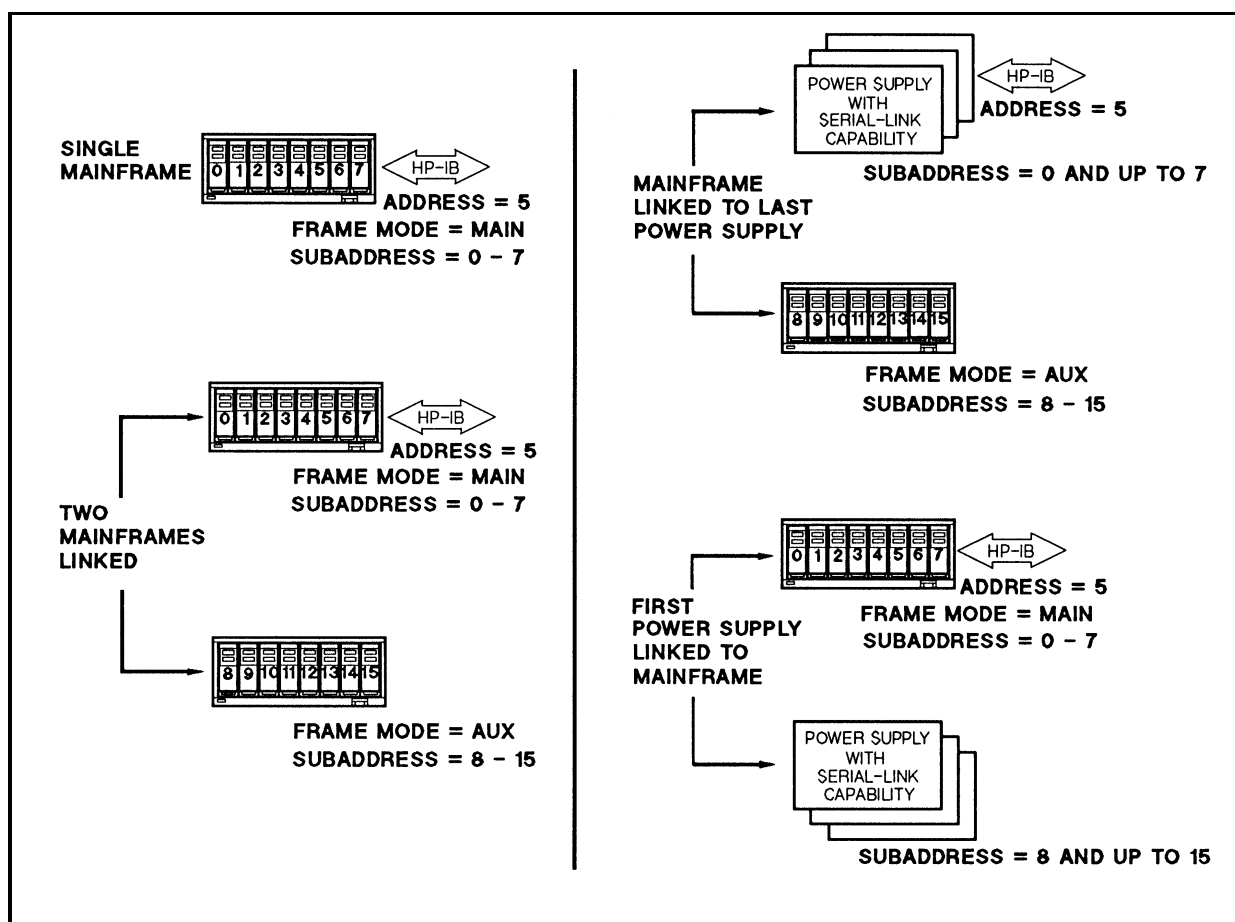 SINGLE
MAINFRAME
0 1 2 3 4 5 6 7
HP-IB
ADDRESS = 5
FRAME MODE = MAIN
SUBADDRESS = 0 - 7
TWO
MAINFRAMES
LINKED
0 1 2 3 4 5 6 7
HP-IB
ADDRESS = 5
FRAME MODE = MAIN
SUBADDRESS = 0 - 7
8 9 10 11 12 13 14 15
FRAME MODE = AUX
SUBADDRESS = 8 - 15
MAINFRAME
LINKED TO LAST
POWER SUPPLY
POWER SUPPLY
WITH
SERIAL-LINK
CAPABILITY
HP-IB
ADDRESS = 5
SUBADDRESS = 0 AND UP TO 7
8 9 10 11 12 13 14 15
FRAME MODE = AUX
SUBADDRESS = 8 - 15
FIRST
POWER SUPPLY
LINKED TO
MAINFRAME
0 1 2 3 4 5 6 7
HP-IB
ADDRESS = 5
FRAME MODE = MAIN
SUBADDRESS = 0 - 7
POWER SUPPLY
WITH
SERIAL-LINK
CAPABILITY
SUBADDRESS = 8 AND UP TO 15